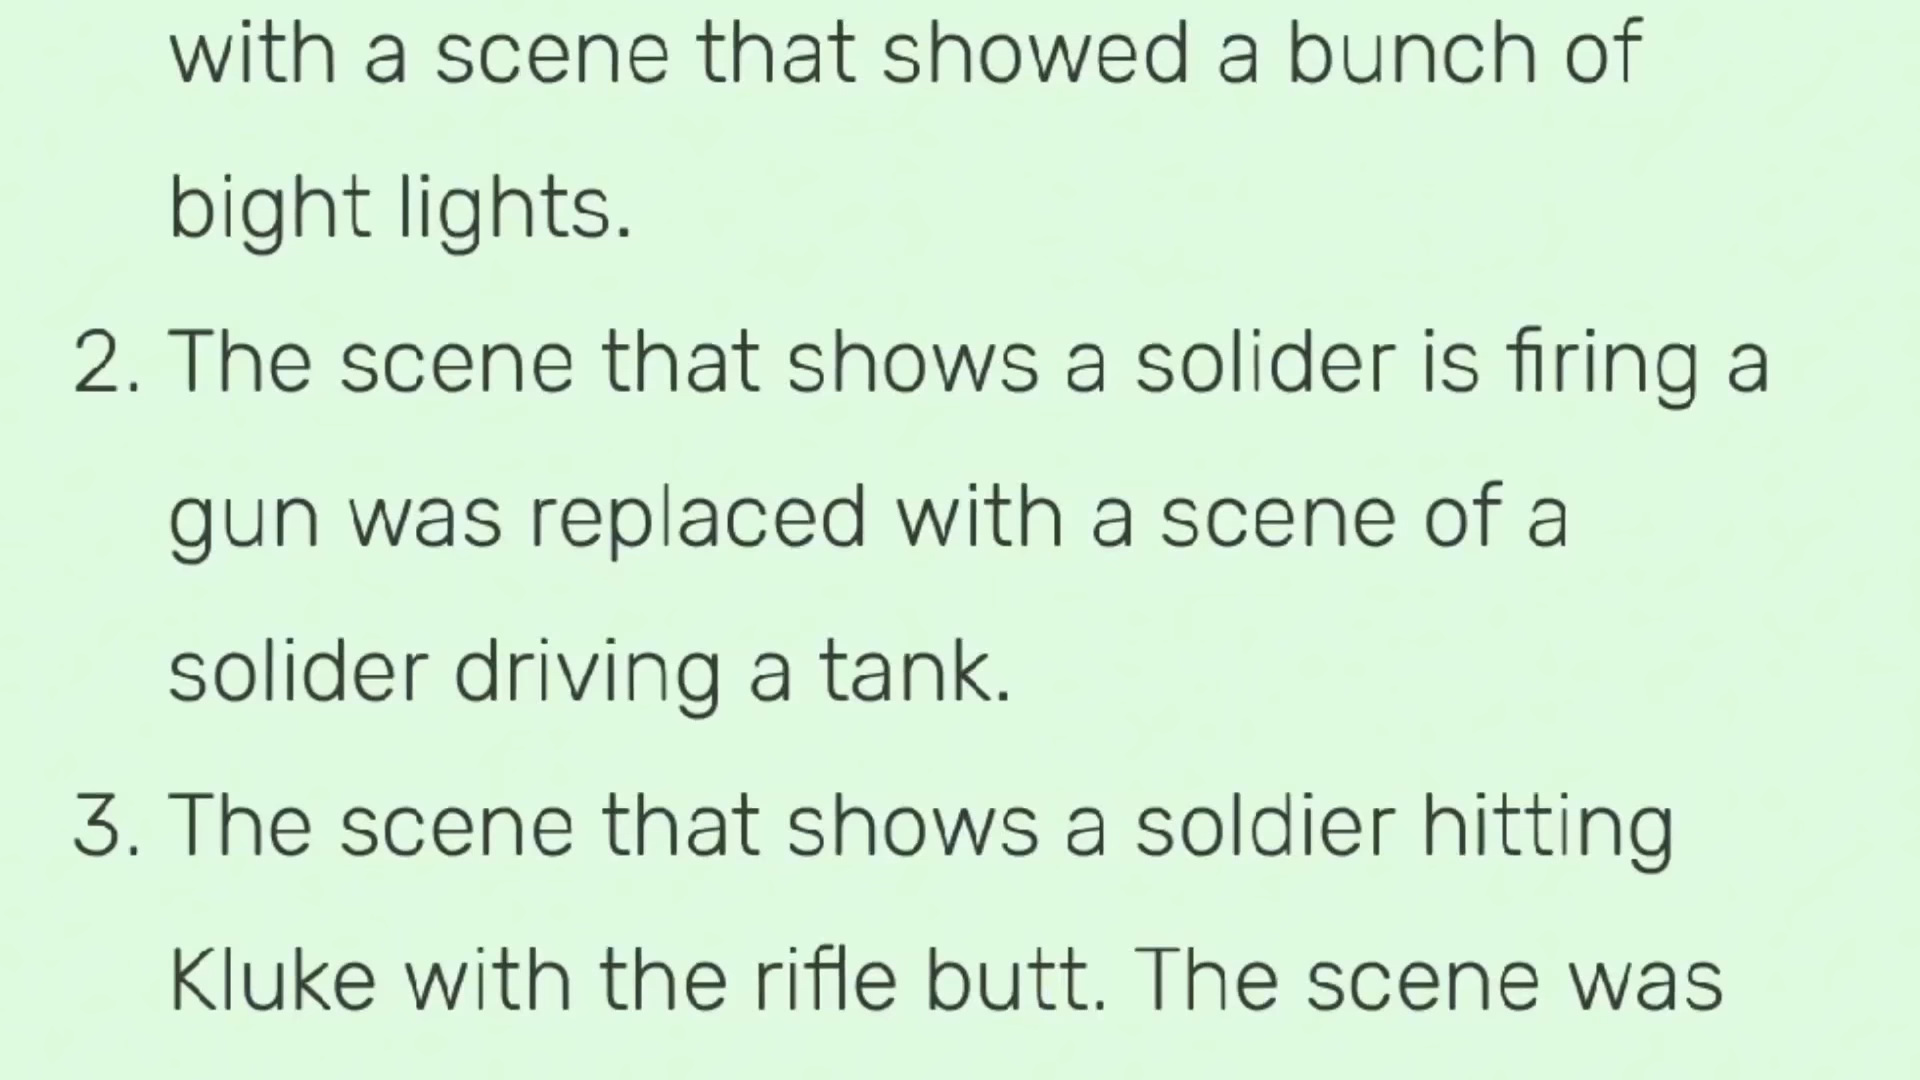 with a scene that showed a bunch of
bight lights.
2. The scene that shows a solider is firing a
gun was replaced with a scene of a
solider driving a tank.
3. The scene that shows a soldier hitting
Kluke with the rifle butt. The scene was